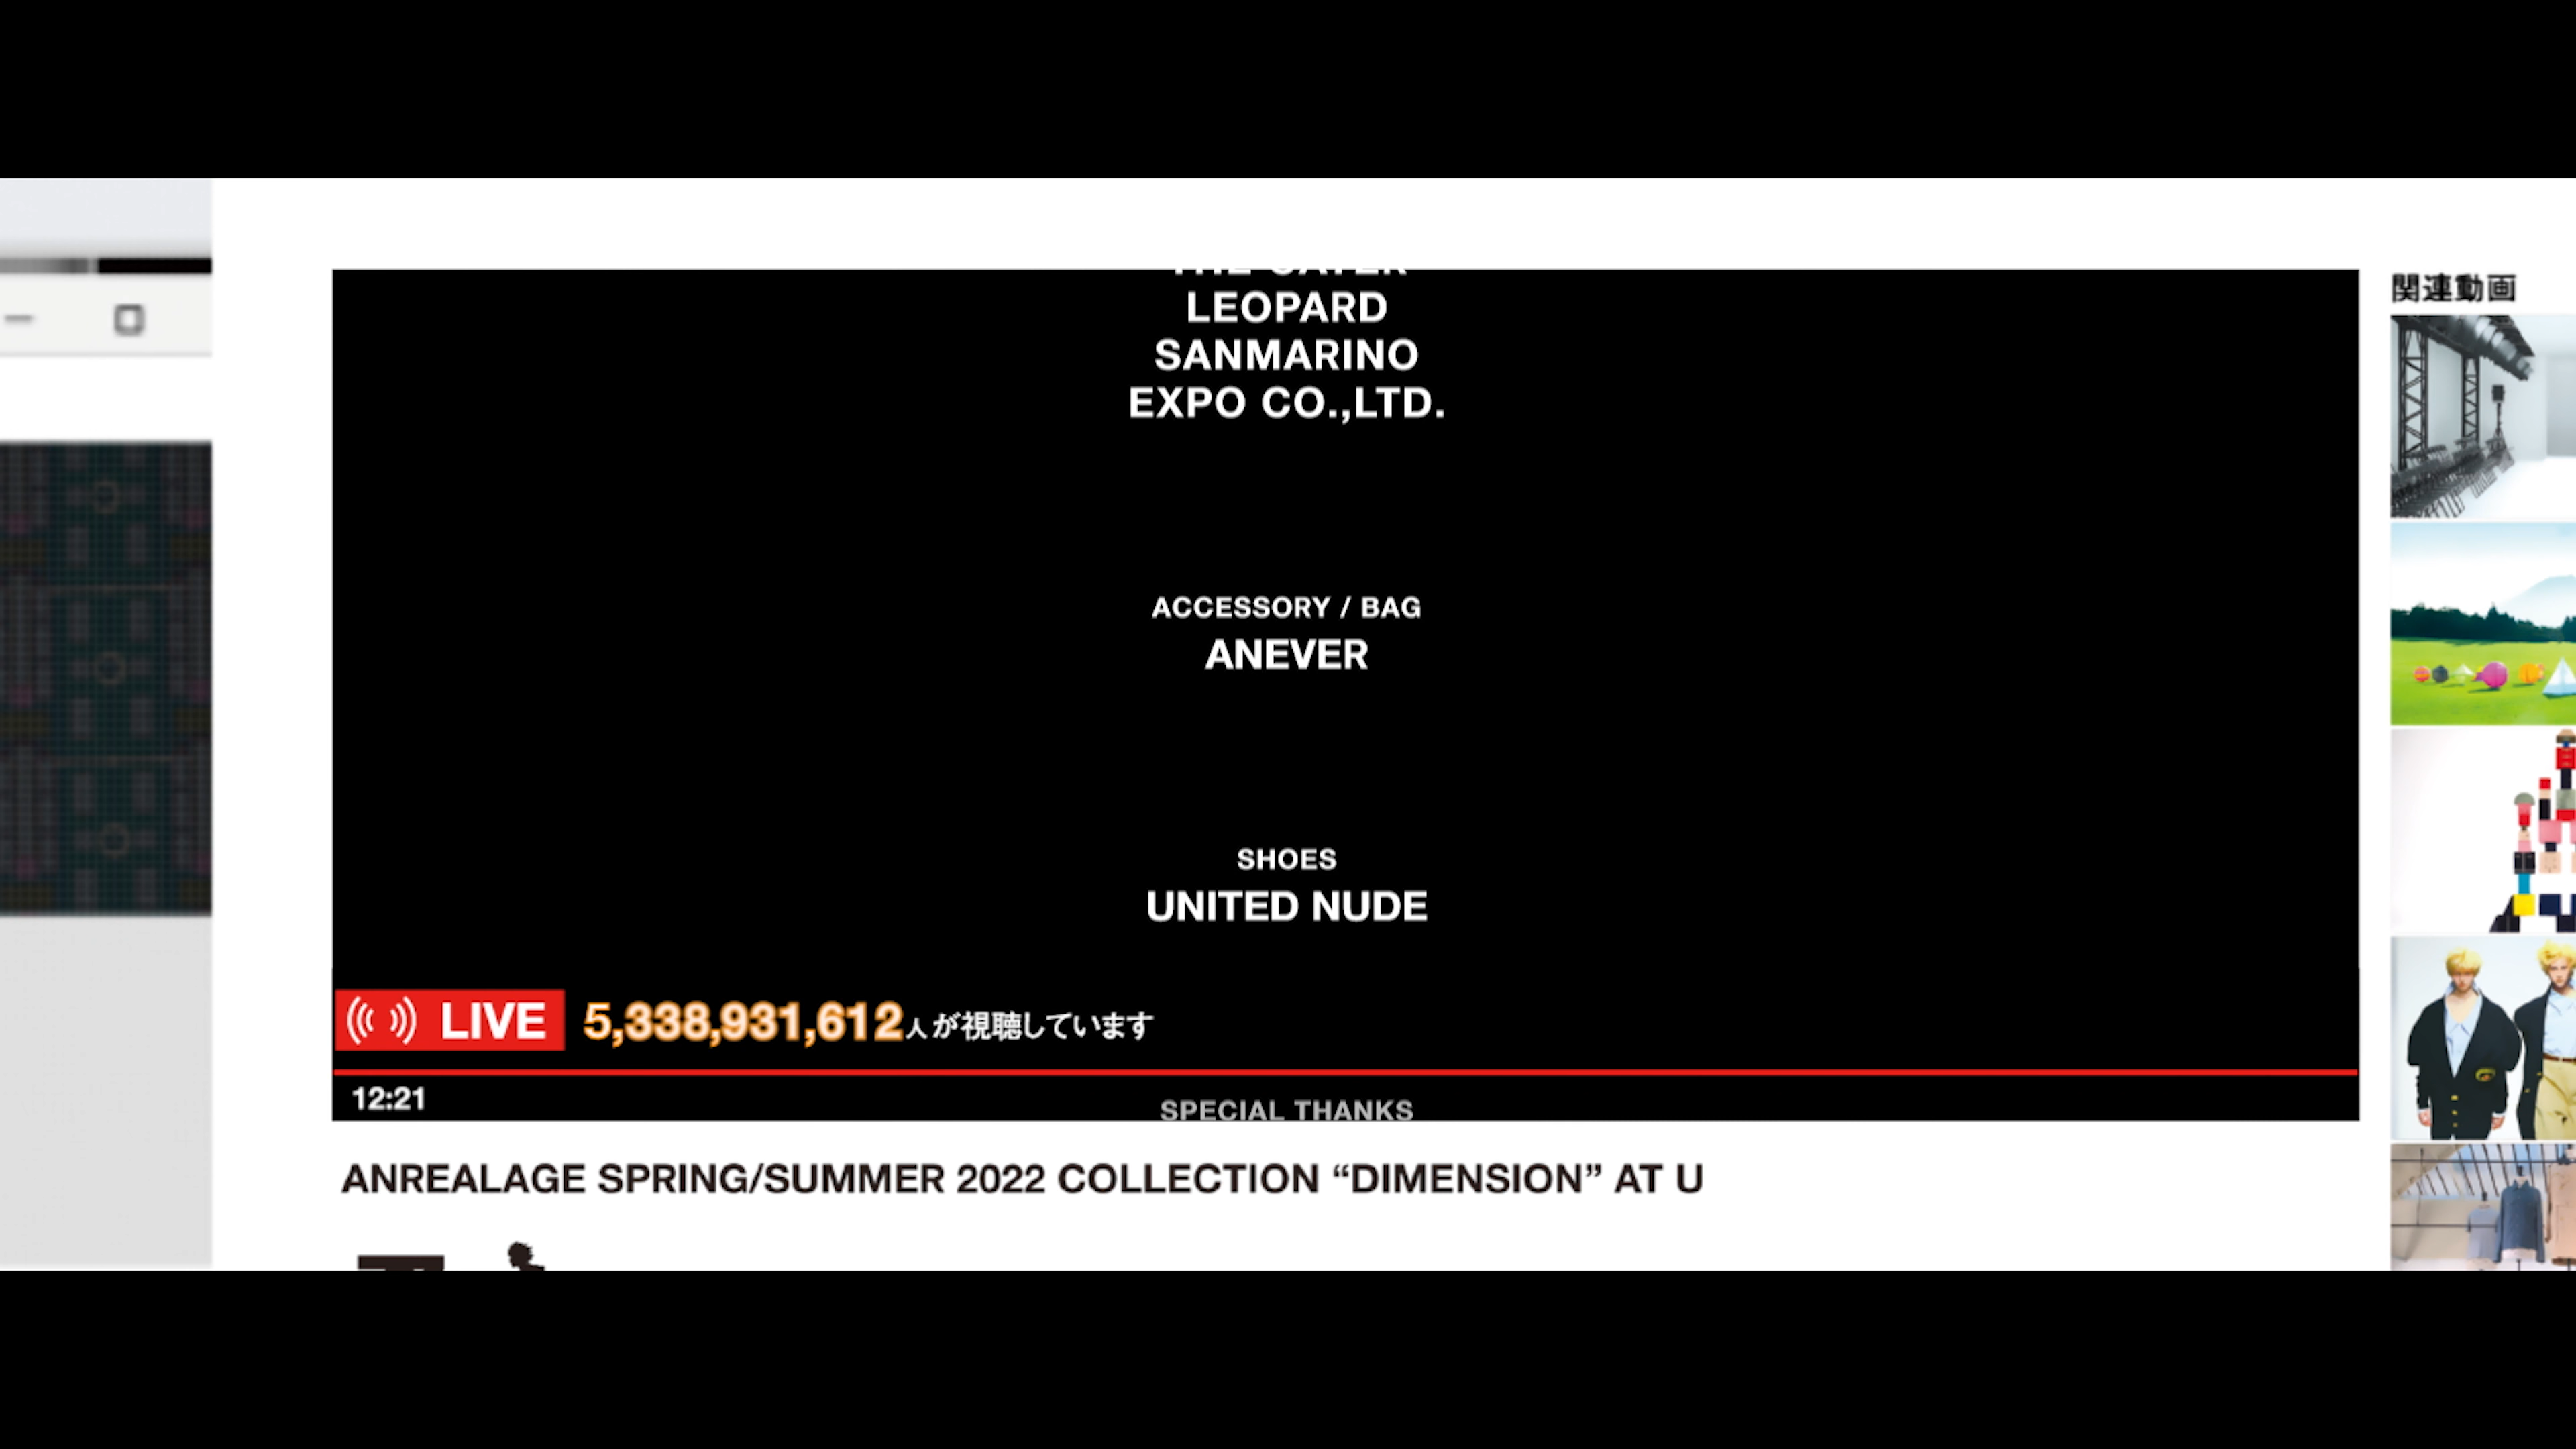 LEOPARD
SANMARINO
EXPO CO.,LTD.
ACCESSORY / BAG
ANEVER
SHOES
UNITED NUDE
LIVE 5,338,931,612人が視聴しています
12:21
SPECIAL THANKS
ANREALAGE SPRING/SUMMER 2022 COLLECTION “DIMENSION” AT U
関連動画